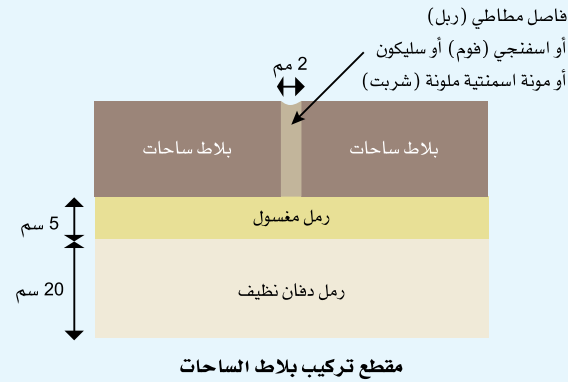 فاصل مطاطي (ربل)
أو اسفنجي (فوم) أو سليكون
أو مونة اسمنتية ملونة (شربت)
2 مم
بلاط ساحات
بلاط ساحات
رمل مغسول
5 سم
رمل دفان نظيف
20 سم
مقطع تركيب بلاط الساحات